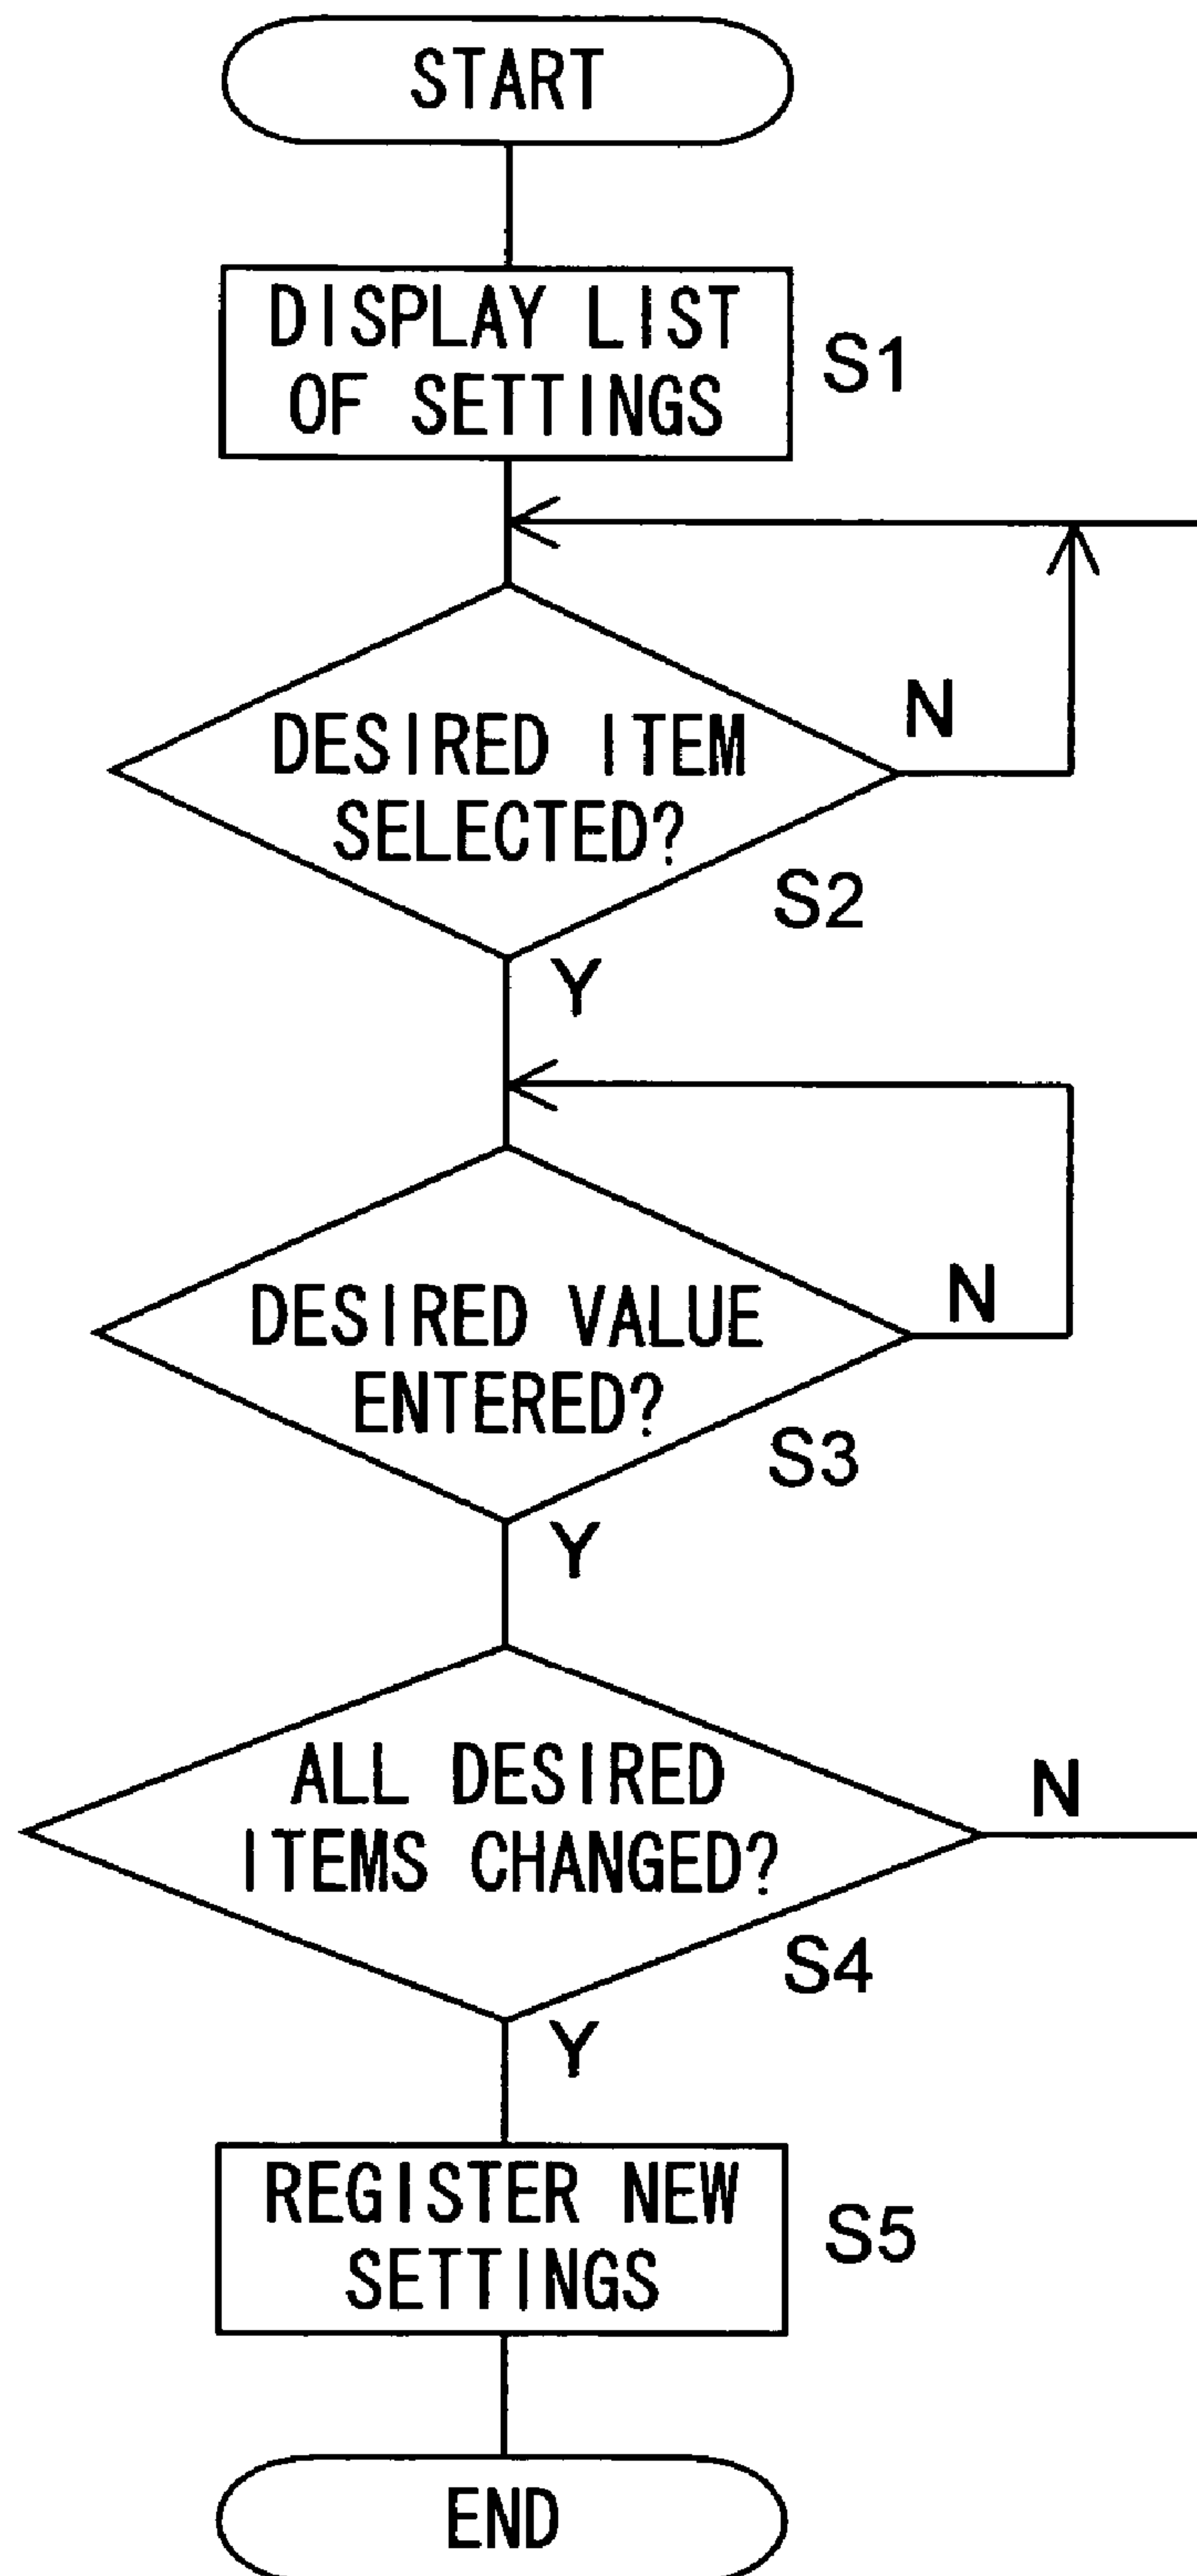 START
DISPLAY LIST
OF SETTINGS
S1
N
DESIRED ITEM
SELECTED?
S2
Y
N
DESIRED VALUE
ENTERED?
S3
Y
N
ALL DESIRED
ITEMS CHANGED?
S4
Y
REGISTER NEW
SETTINGS
S5
END